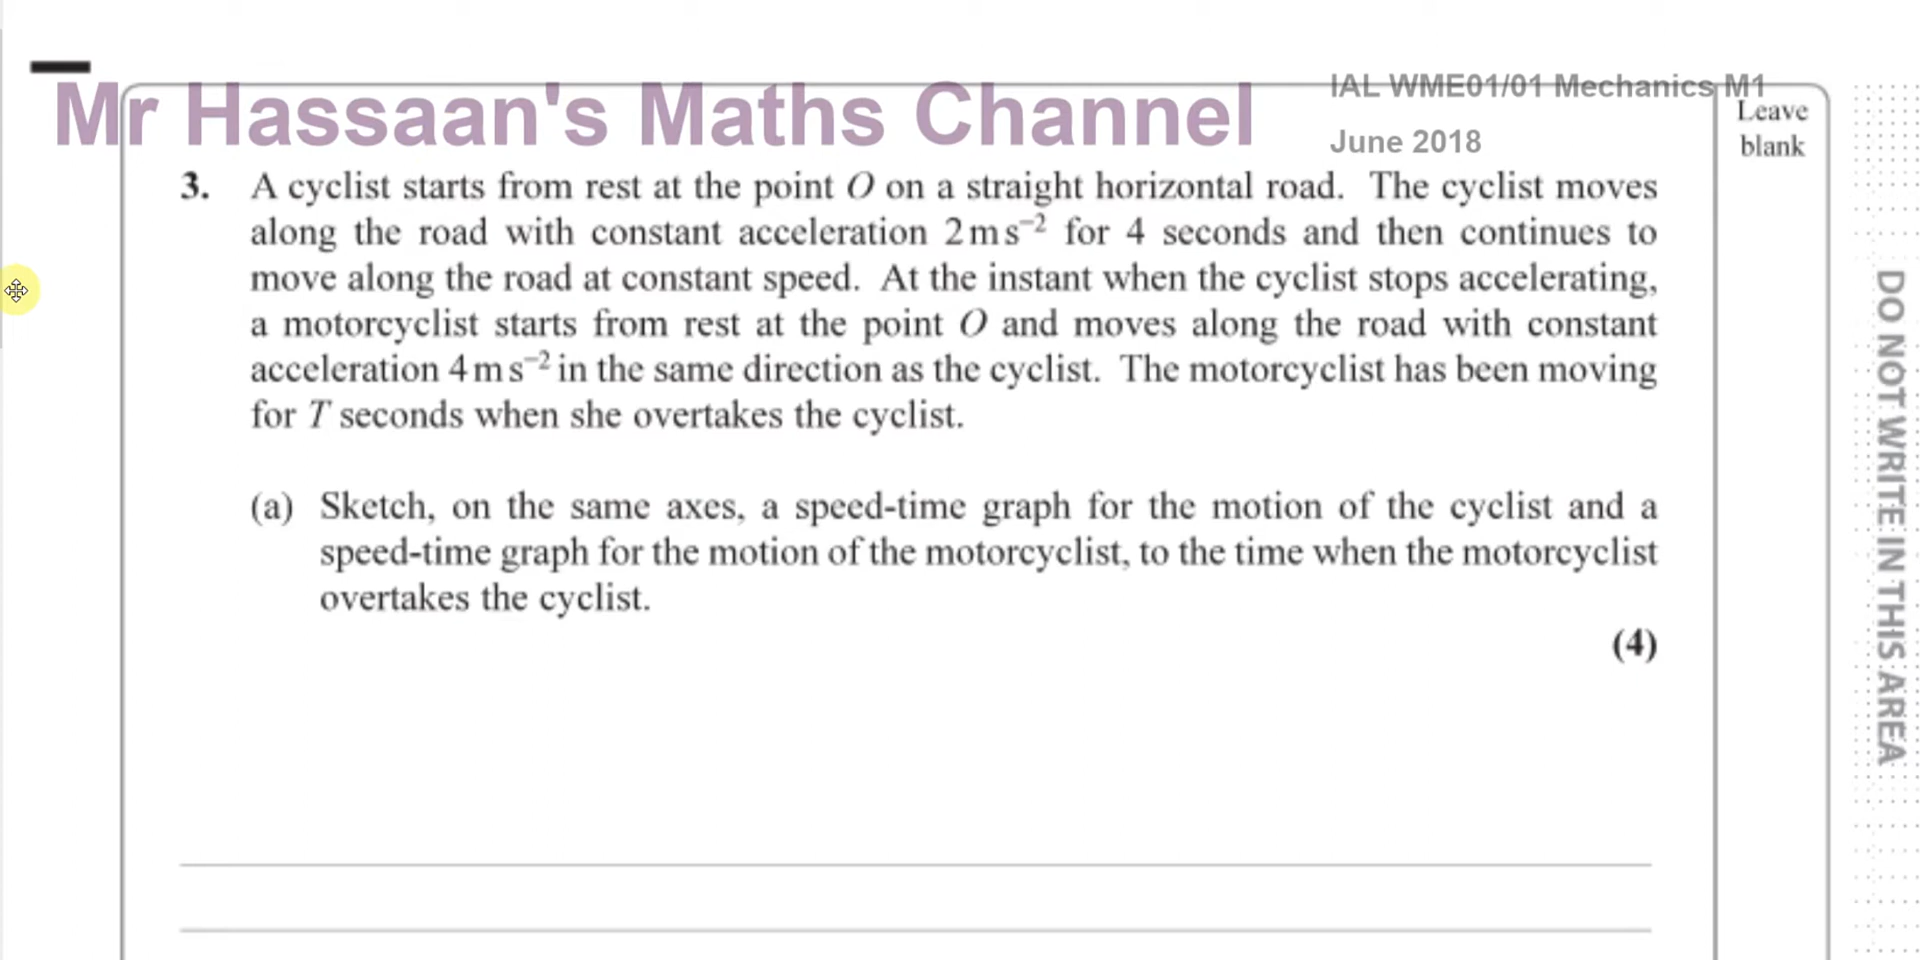 Mr Hassaan's Maths Channel
IAL WME01/01 Mechanics M1
June 2018
Leave
blank
3. A cyclist starts from rest at the point O on a straight horizontal road. The cyclist moves
along the road with constant acceleration 2 m s⁻² for 4 seconds and then continues to
move along the road at constant speed. At the instant when the cyclist stops accelerating,
a motorcyclist starts from rest at the point O and moves along the road with constant
acceleration 4 m s⁻² in the same direction as the cyclist. The motorcyclist has been moving
for T seconds when she overtakes the cyclist.
(a) Sketch, on the same axes, a speed-time graph for the motion of the cyclist and a
speed-time graph for the motion of the motorcyclist, to the time when the motorcyclist
overtakes the cyclist.
(4)
DO NOT WRITE IN THIS AREA